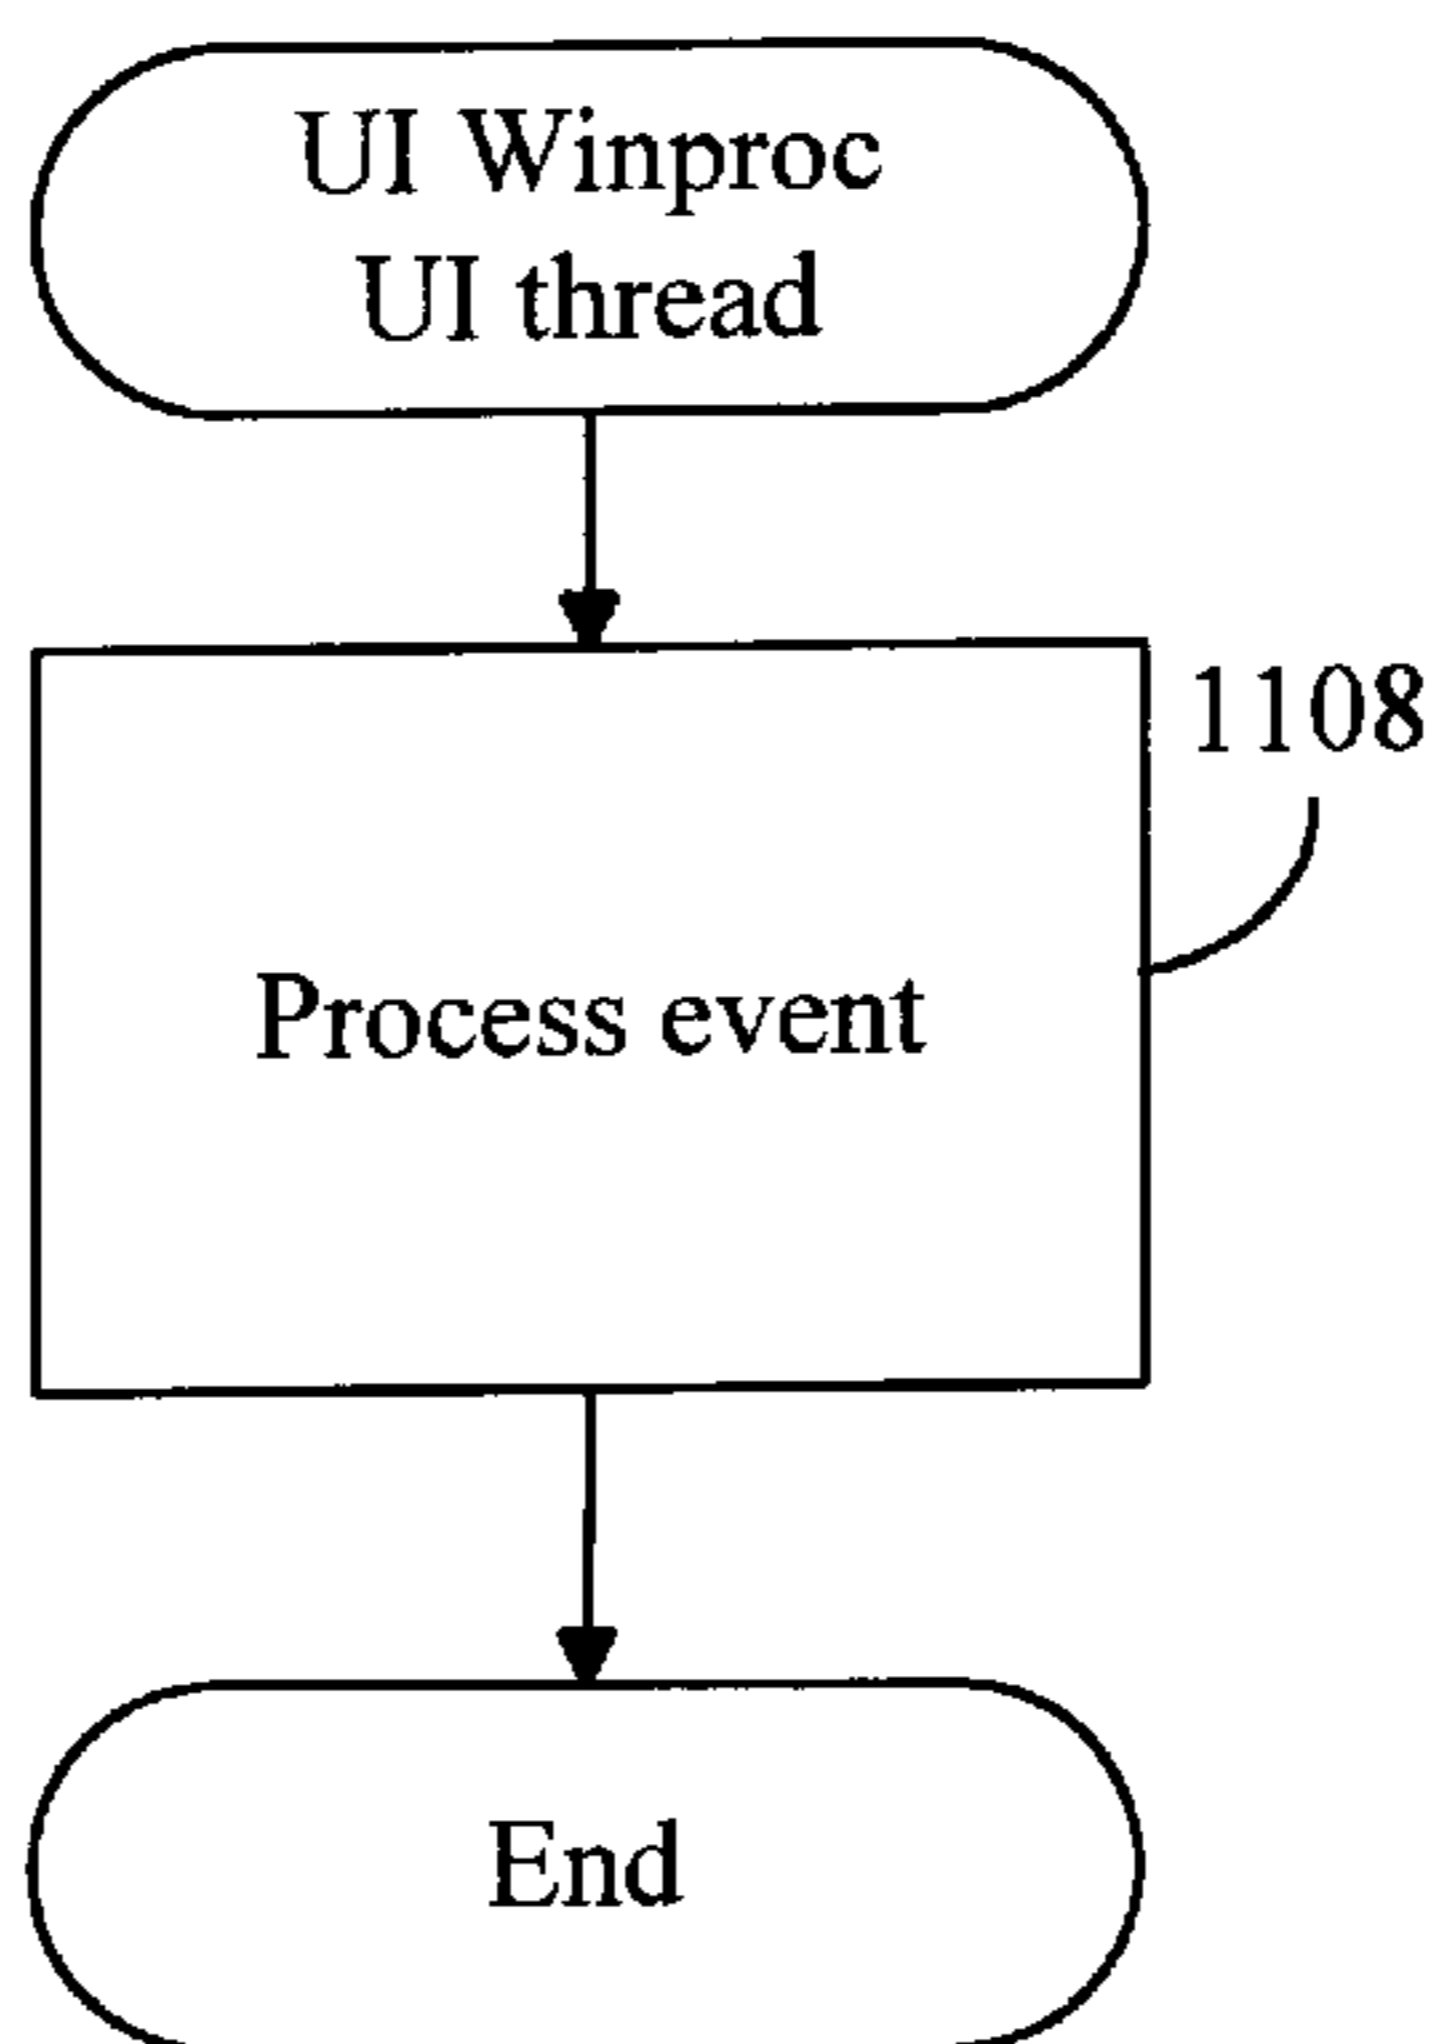 UI Winproc
UI thread
1108
Process event
End